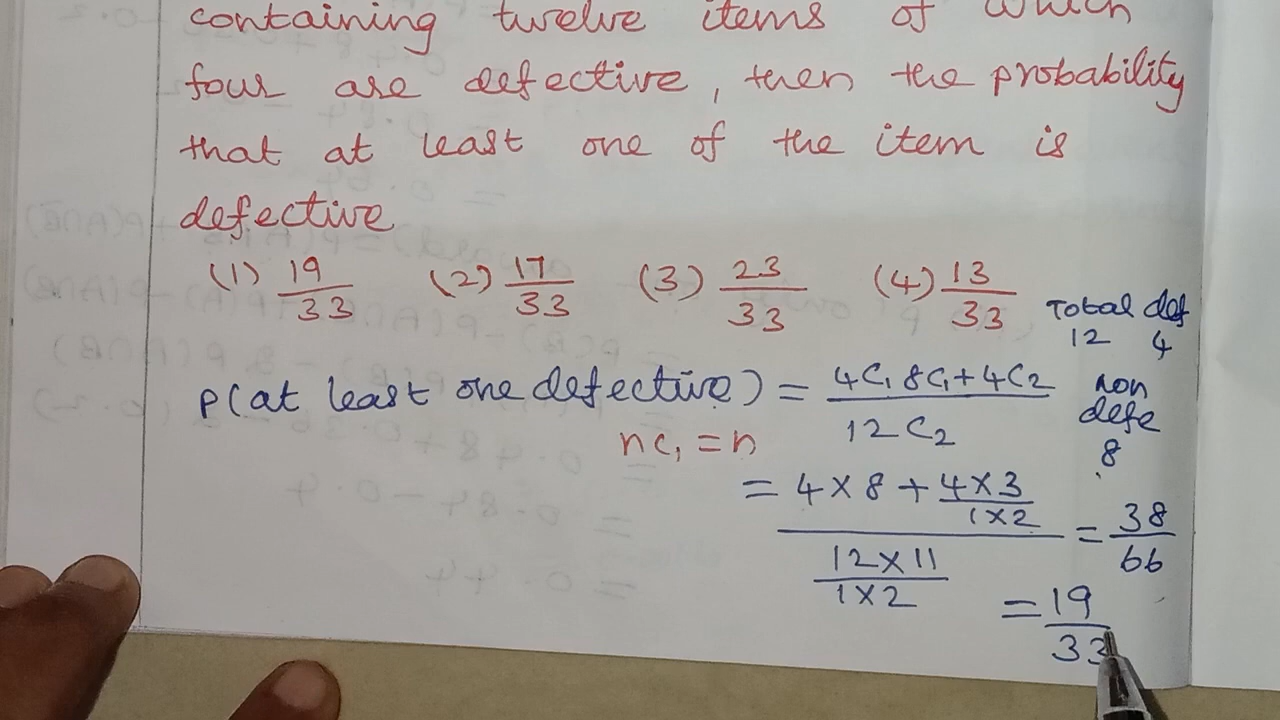 containing twelve items of which
four are defective, then the probability
that at least one of the item is
defective
(1) 19/33 (2) 17/33 (3) 23/33 (4) 13/33
Total def
12 4
P(at least one defective) = 4C₁ 8C₁ + 4C₂ / 12C₂
non
defe
8
nc₁ = n
= 4 × 8 + 4×3/1×2 / 12×11/1×2 = 38/66
= 19/33